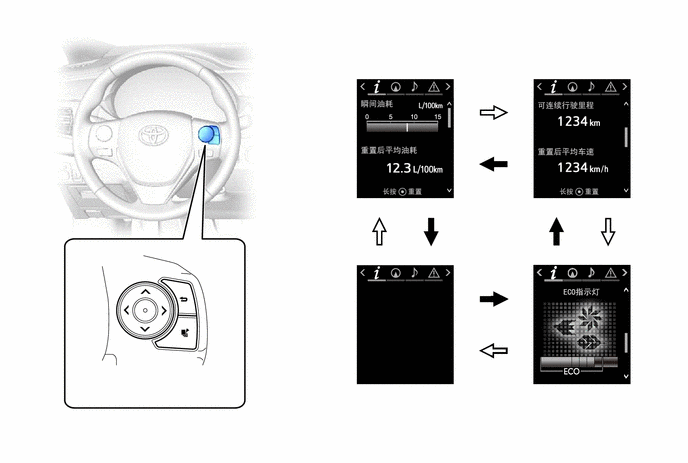 瞬间油耗 L/100km
0 5 10 15
重置后平均油耗
12.3 L/100km
长按 重置
可连续行驶里程
1234 km
重置后平均车速
1234 km/h
长按 重置
ECO指示灯
ECO